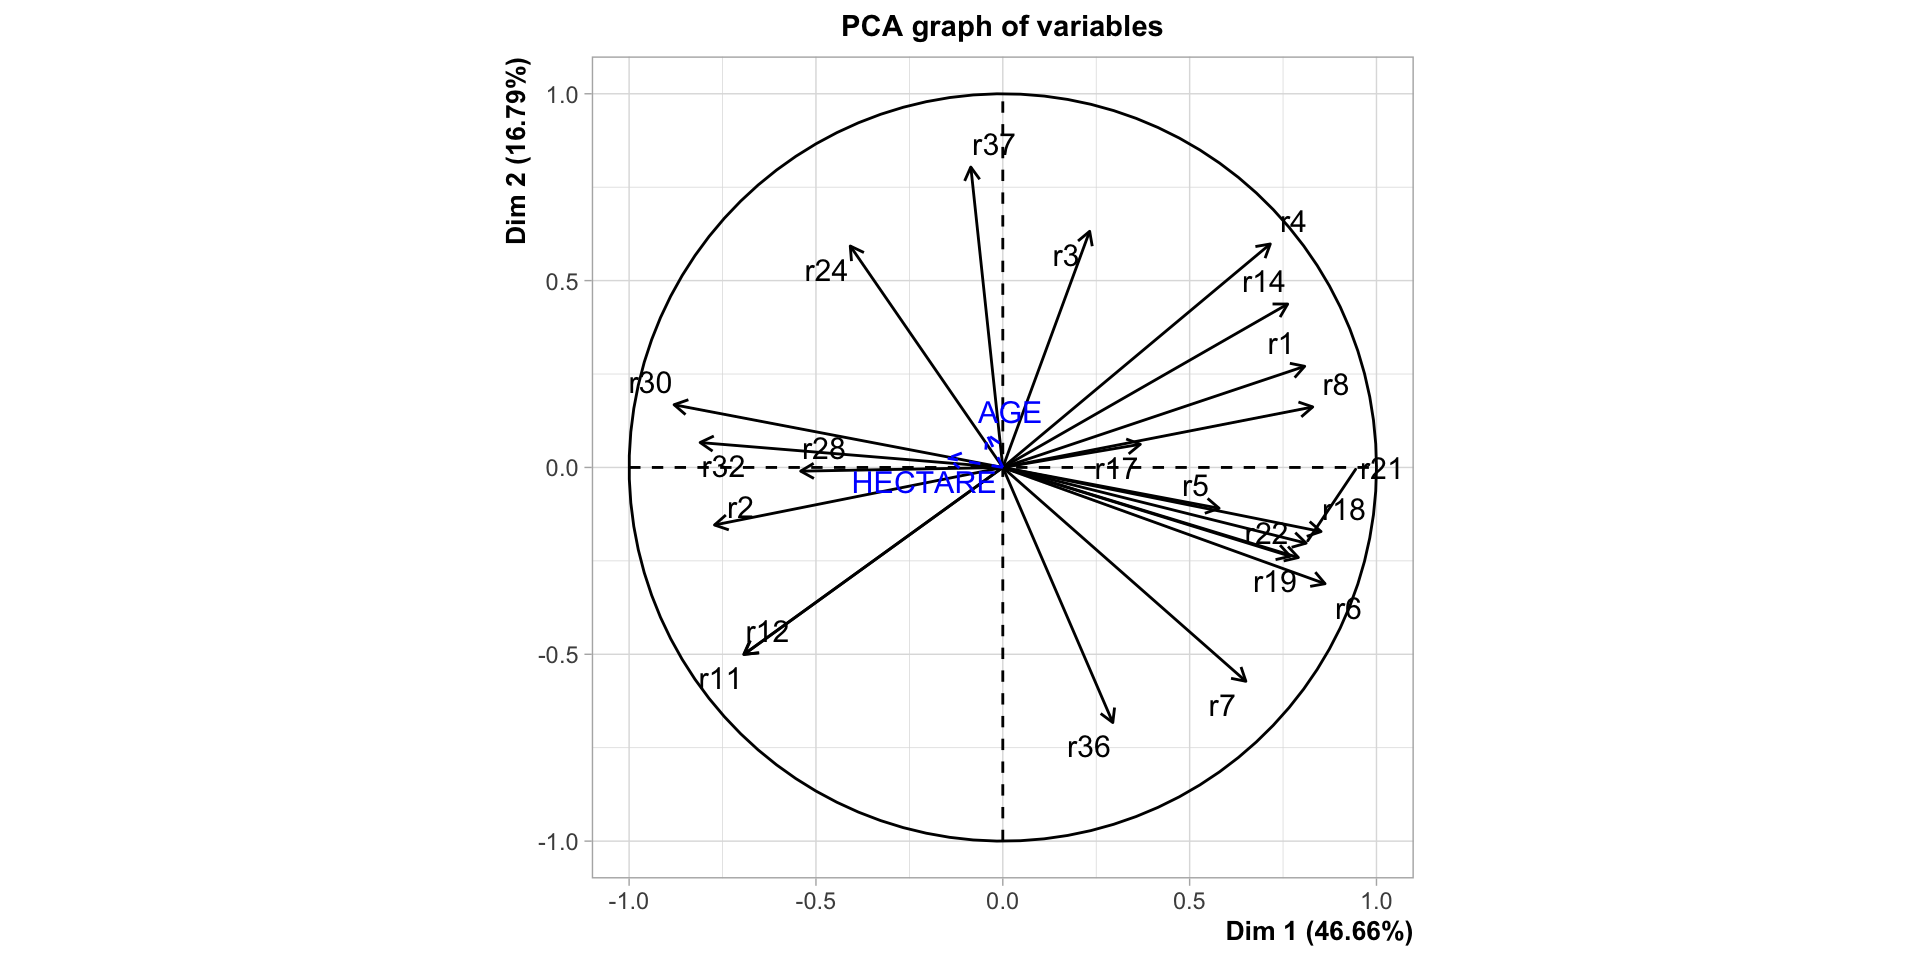 PCA graph of variables
Dim 2 (16.79%)
1.0
0.5
0.0
-0.5
-1.0
r37
r4
r3
r24
r14
r1
r30
r8
AGE
r28
r32
r17
r21
HECTARE
r5
r2
r18
r22
r19
r6
r12
r11
r7
r36
-1.0
-0.5
0.0
0.5
1.0
Dim 1 (46.66%)